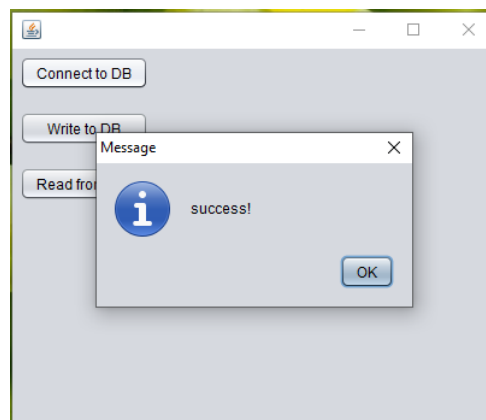 Connect to DB
Write to DB
Message
success!
Read fro
OK